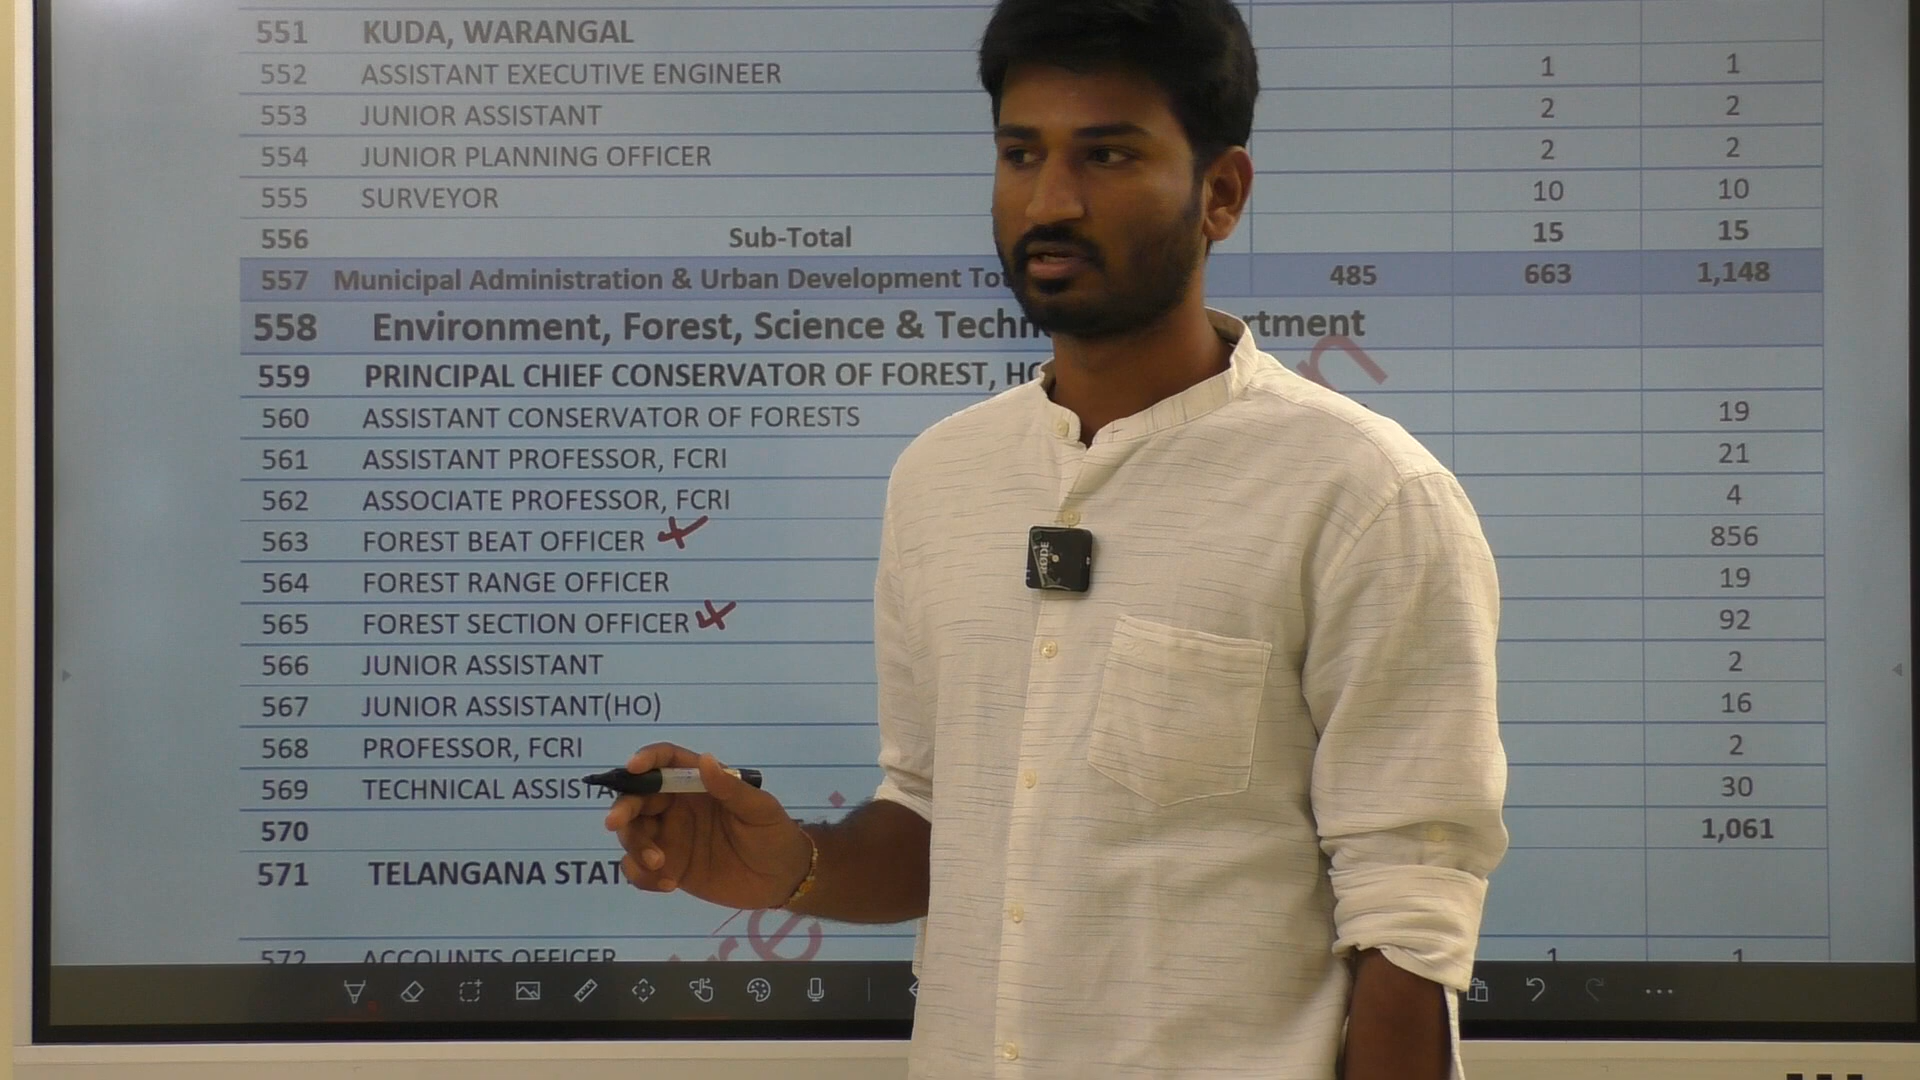 551 KUDA, WARANGAL
552 ASSISTANT EXECUTIVE ENGINEER 1 1
553 JUNIOR ASSISTANT 2 2
554 JUNIOR PLANNING OFFICER 2 2
555 SURVEYOR 10 10
556 Sub-Total 15 15
557 Municipal Administration & Urban Development To 485 663 1,148
558 Environment, Forest, Science & Techn rtment
559 PRINCIPAL CHIEF CONSERVATOR OF FOREST, HO
560 ASSISTANT CONSERVATOR OF FORESTS 19
561 ASSISTANT PROFESSOR, FCRI 21
562 ASSOCIATE PROFESSOR, FCRI 4
563 FOREST BEAT OFFICER 856
564 FOREST RANGE OFFICER 19
565 FOREST SECTION OFFICER 92
566 JUNIOR ASSISTANT 2
567 JUNIOR ASSISTANT(HO) 16
568 PROFESSOR, FCRI 2
569 TECHNICAL ASSISTA 30
570 1,061
571 TELANGANA STAT
572 ACCOUNTS OFFICER 1 1
RODE